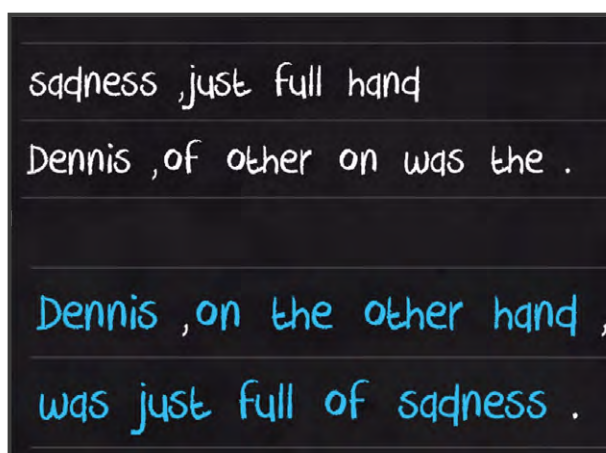 sadness ,just full hand
Dennis ,of other on was the .
Dennis ,on the other hand ,
was just full of sadness .